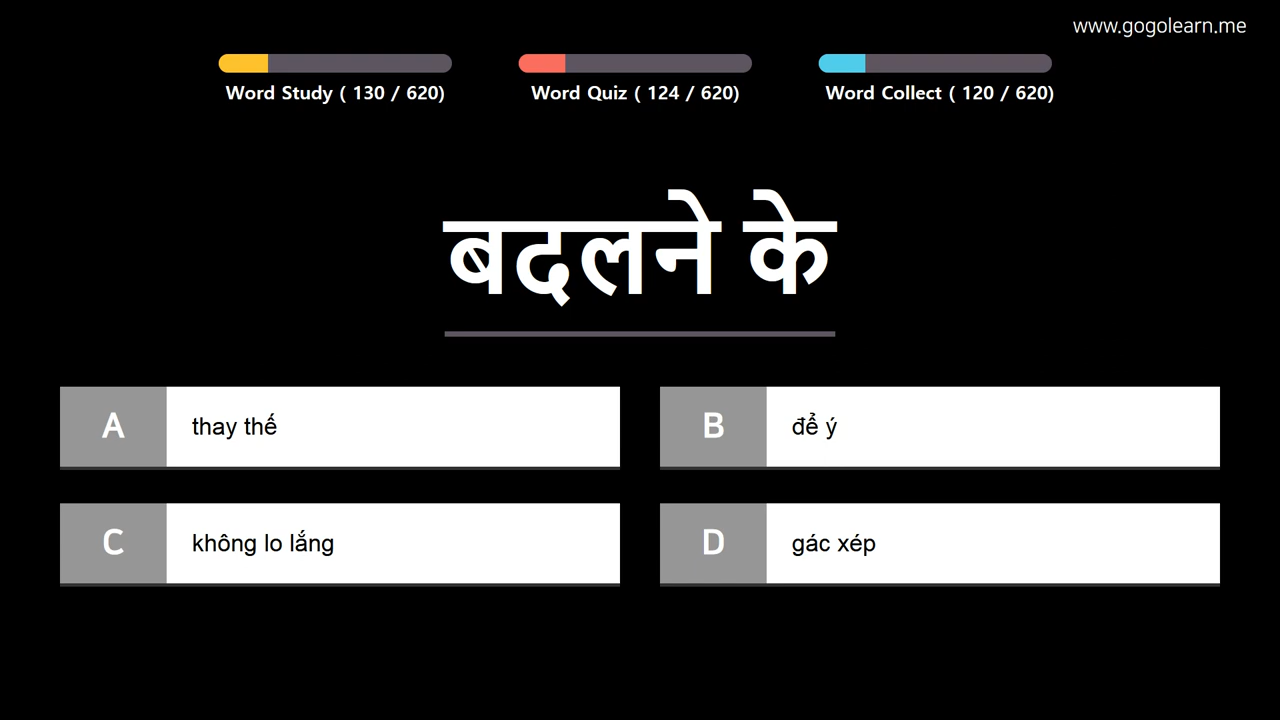 www.gogolearn.me
Word Study ( 130 / 620)
Word Quiz ( 124 / 620)
Word Collect ( 120 / 620)
बदलने के
A
thay thế
B
để ý
C
không lo lắng
D
gác xép